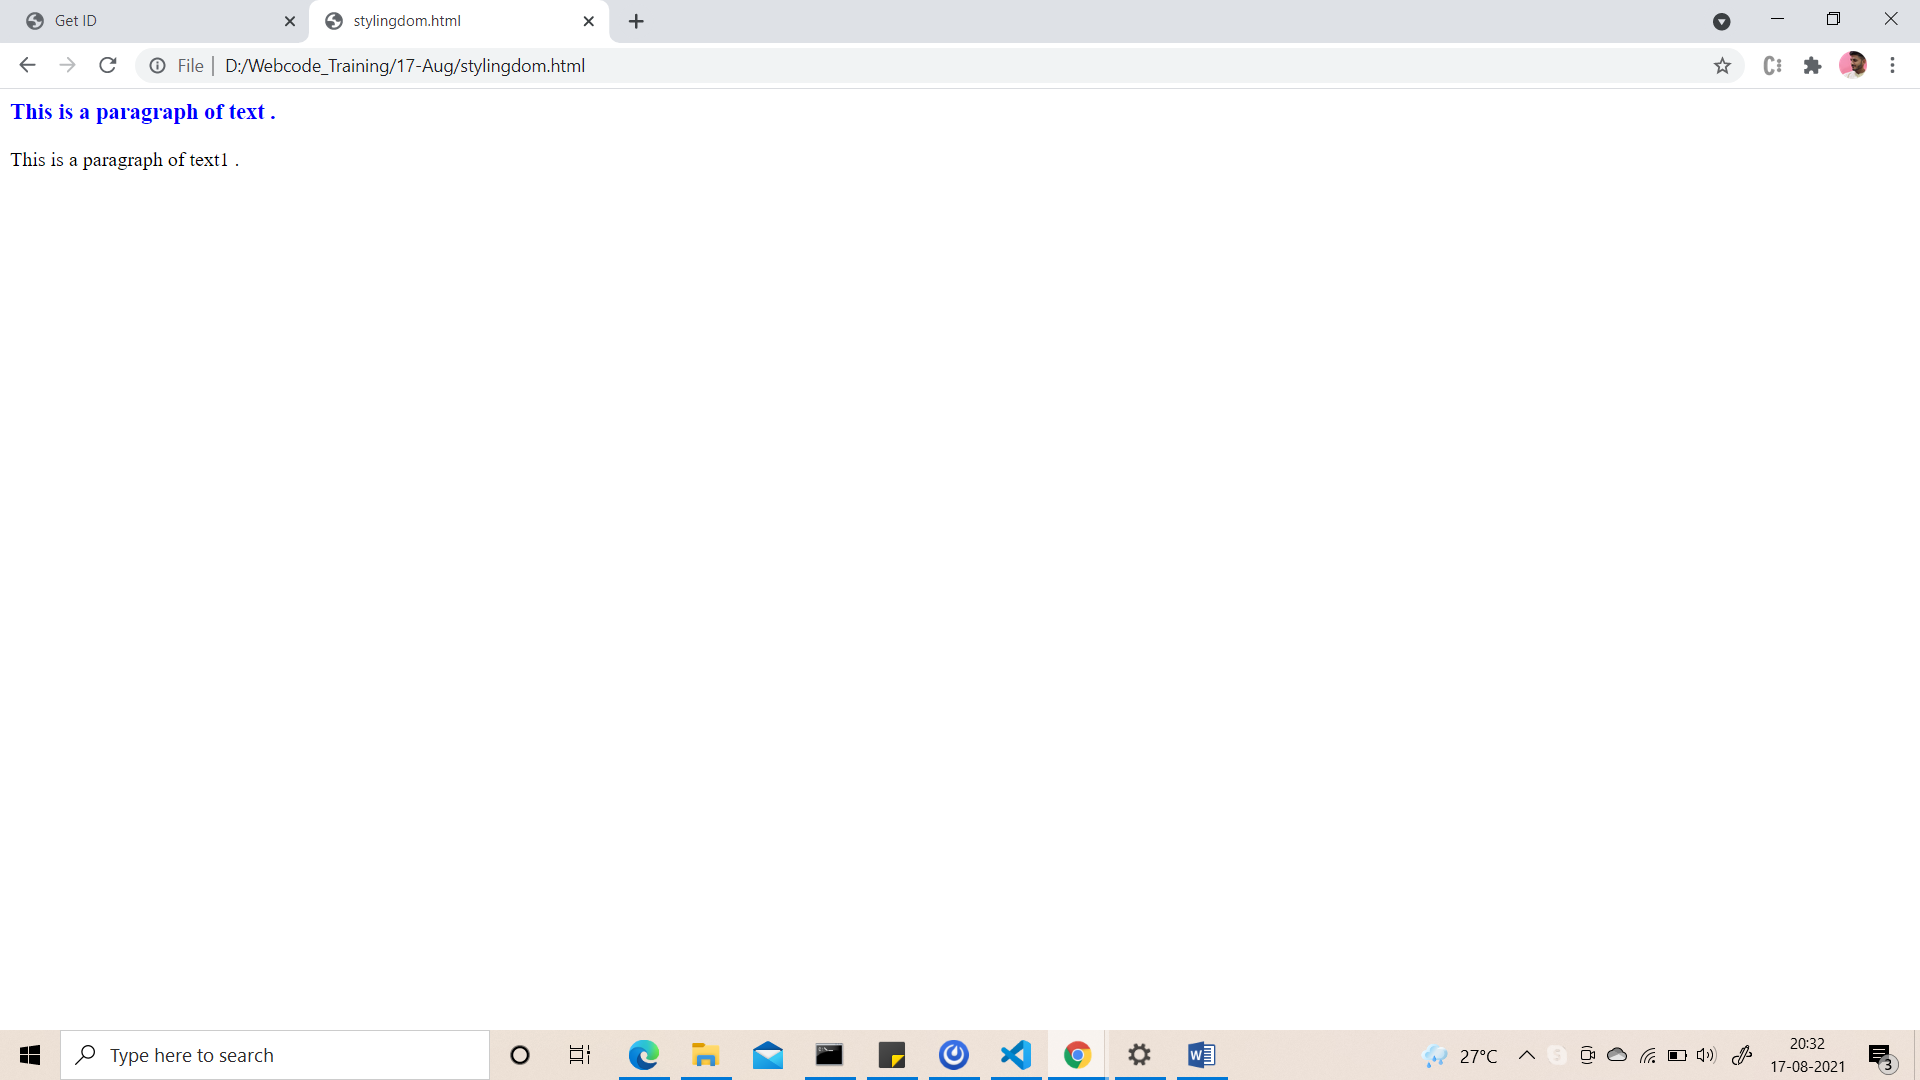 Get ID
stylingdom.html
File | D:/Webcode_Training/17-Aug/stylingdom.html
This is a paragraph of text .
This is a paragraph of text1 .
Type here to search
27°C
20:32
17-08-2021
3